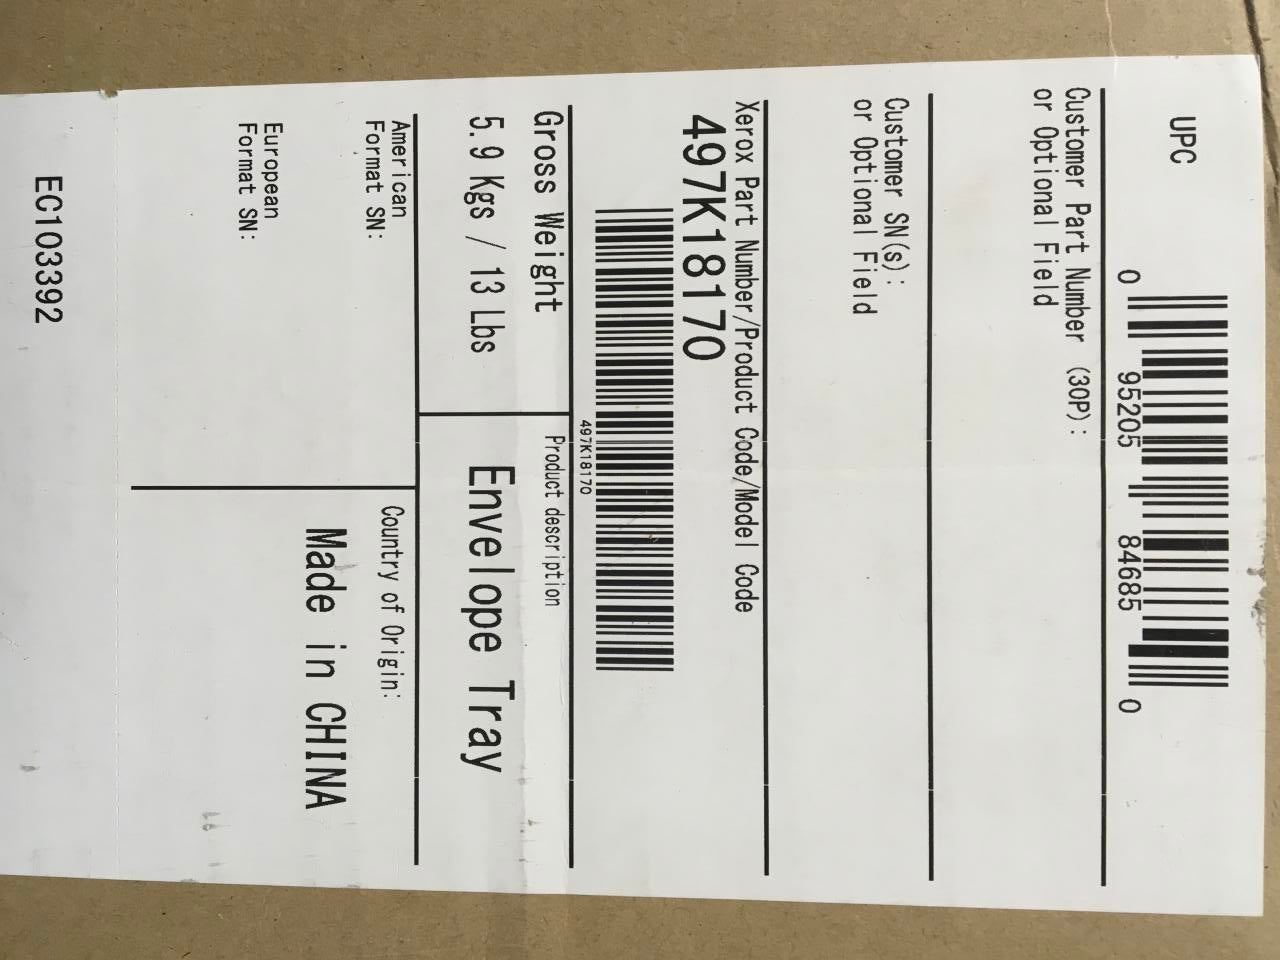 UPC
0 95205 84685 0
Customer Part Number (30P):
or Optional Field
Customer SN(s):
or Optional Field
Xerox Part Number/Product Code/Model Code
497K18170
497K18170
Gross Weight
5.9 Kgs / 13 Lbs
Product description
Envelope Tray
American
Format SN:
European
Format SN:
Country of Origin:
Made in CHINA
EC103392